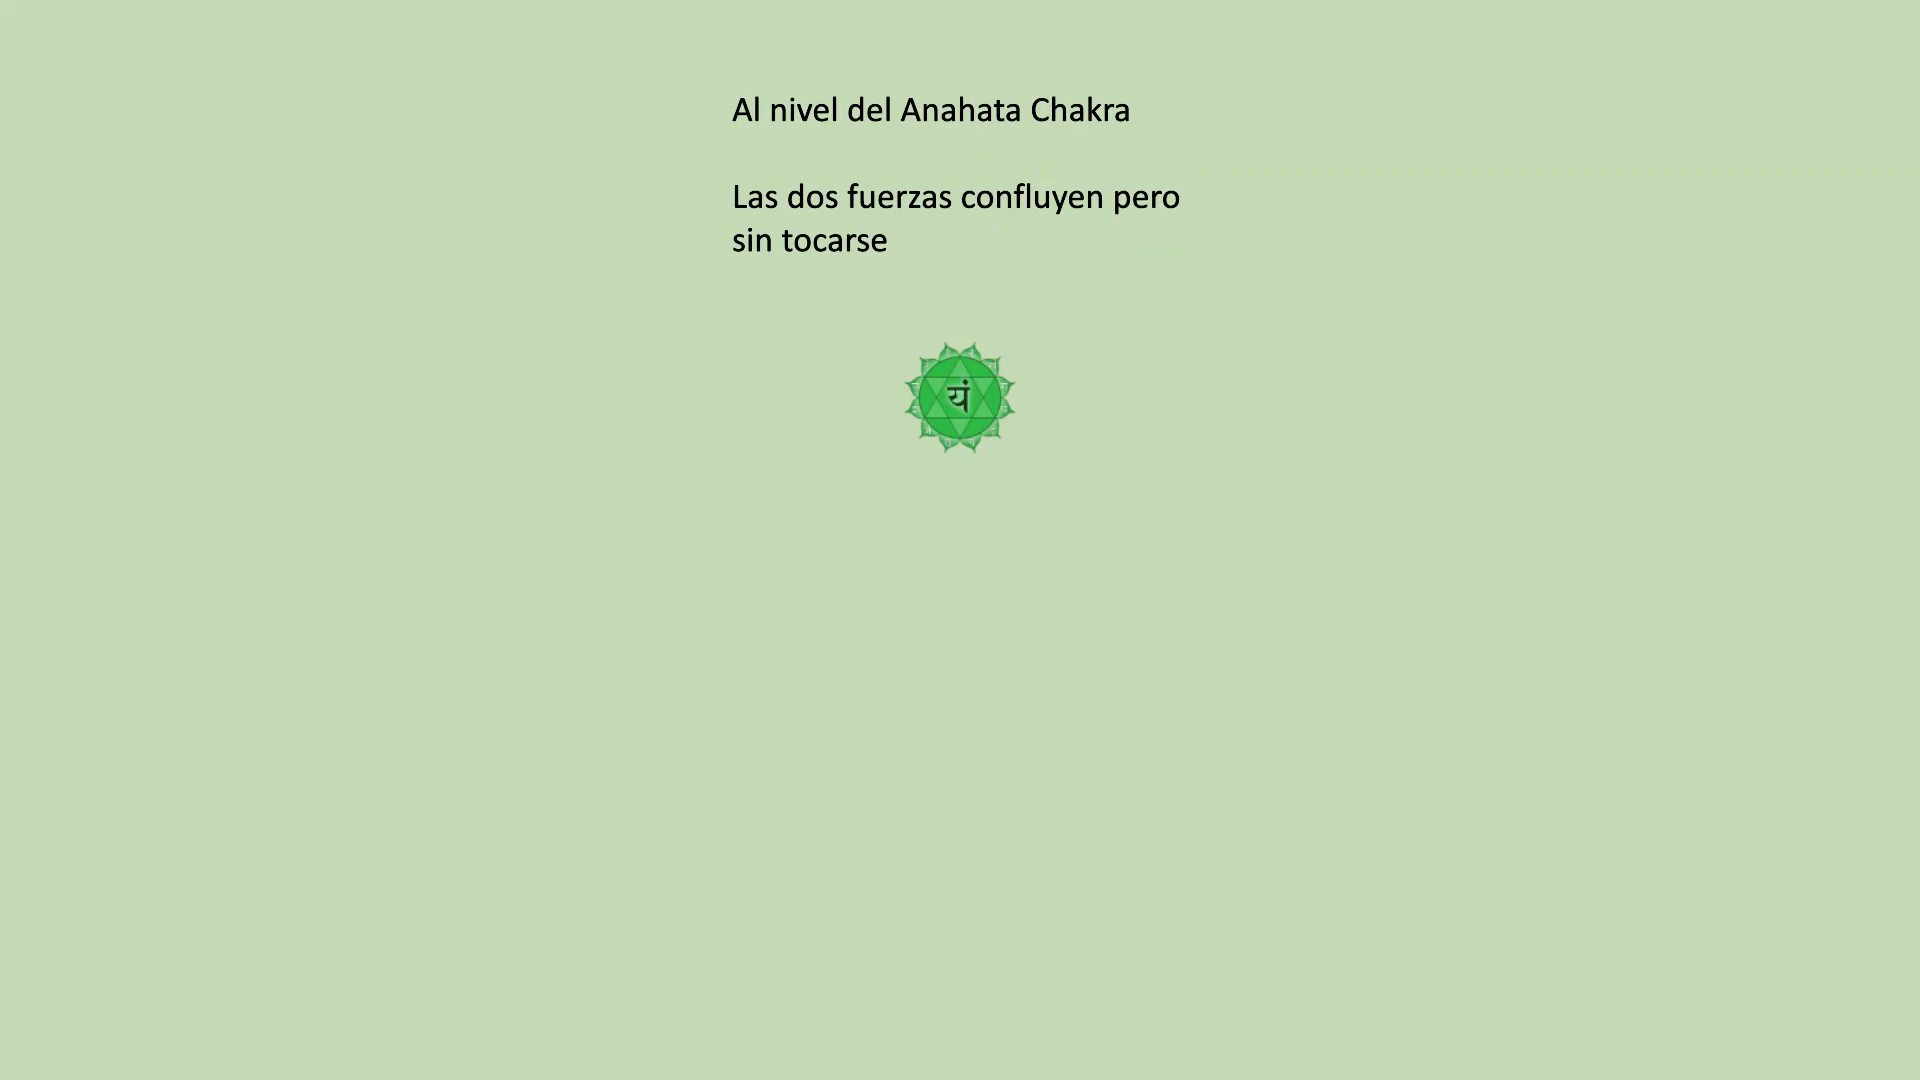 Al nivel del Anahata Chakra
Las dos fuerzas confluyen pero
sin tocarse
यं